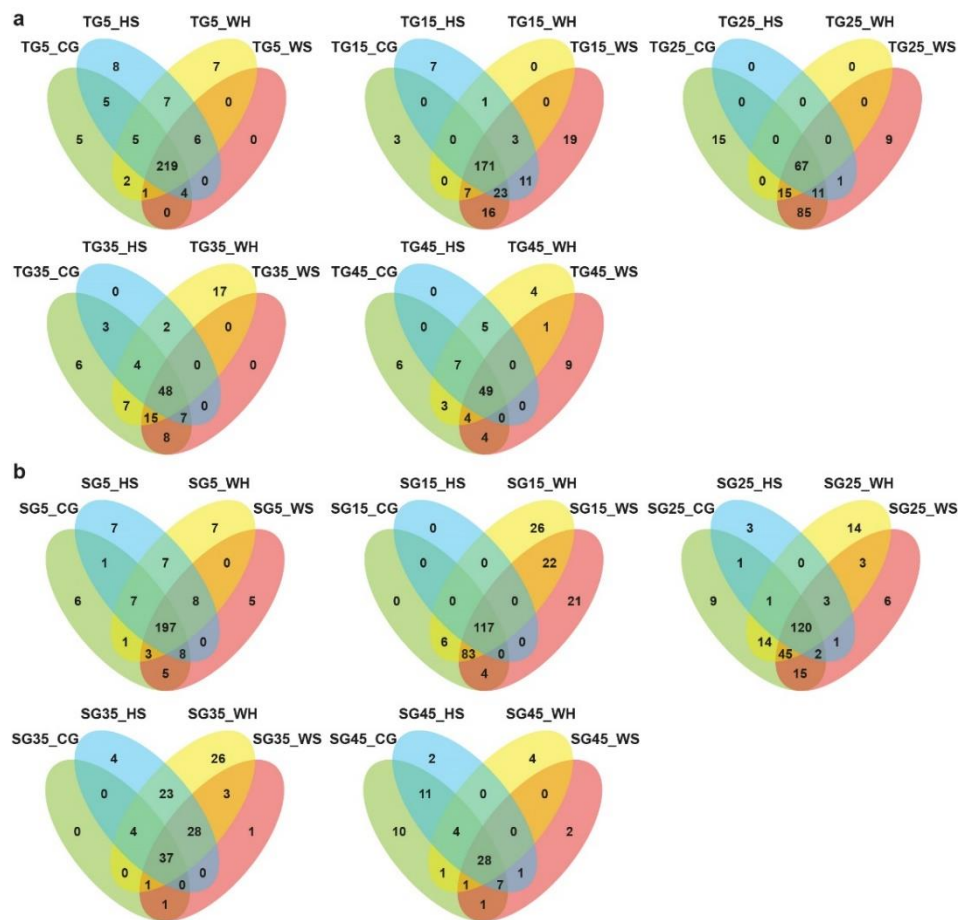 a
TG5_HS TG5_WH
TG5_CG TG5_WS
8 7
5 7 0
5 5 6 0
219
2 1 4 0
0
TG15_HS TG15_WH
TG15_CG TG15_WS
7 0
0 1 0
3 0 3 19
171
0 7 23 11
16
TG25_HS TG25_WH
TG25_CG TG25_WS
0 0
0 0 0
15 0 0 9
67
0 15 11 1
85
TG35_HS TG35_WH
TG35_CG TG35_WS
0 17
3 2 0
6 4 0 0
48
7 15 7 0
8
TG45_HS TG45_WH
TG45_CG TG45_WS
0 4
0 5 1
6 7 0 9
49
3 4 0 0
4
b
SG5_HS SG5_WH
SG5_CG SG5_WS
7 7
1 7 0
6 7 8 5
197
1 3 8 0
5
SG15_HS SG15_WH
SG15_CG SG15_WS
0 26
0 0 22
0 0 0 21
117
6 83 0 0
4
SG25_HS SG25_WH
SG25_CG SG25_WS
3 14
1 0 3
9 1 3 6
120
14 45 2 1
15
SG35_HS SG35_WH
SG35_CG SG35_WS
4 26
0 23 3
0 4 28 1
37
0 1 0 0
1
SG45_HS SG45_WH
SG45_CG SG45_WS
2 4
11 0 0
10 4 0 2
28
1 1 7 1
1